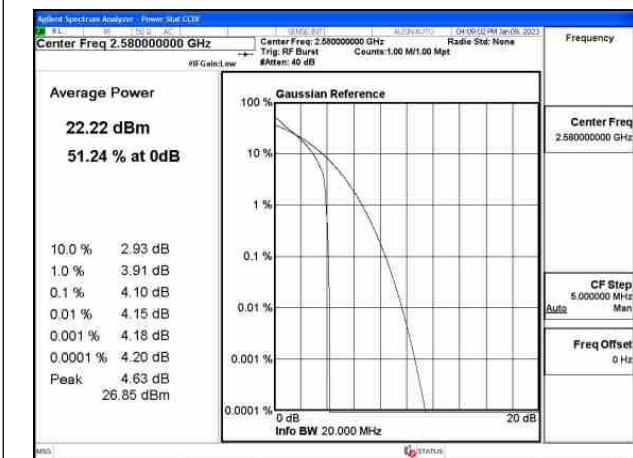 Agilent Spectrum Analyzer - Power Stat CCDF
RL RF 50 Ω AC SENSE:INT ALIGN AUTO 04:09:02 PM Jan 09, 2023
Center Freq 2.580000000 GHz
Center Freq: 2.580000000 GHz Radio Std: None
Trig: RF Burst Counts:1.00 M/1.00 Mpt
#IFGain:Low #Atten: 40 dB
Frequency
Average Power
22.22 dBm
51.24 % at 0dB
10.0 % 2.93 dB
1.0 % 3.91 dB
0.1 % 4.10 dB
0.01 % 4.15 dB
0.001 % 4.18 dB
0.0001 % 4.20 dB
Peak 4.63 dB
26.85 dBm
Gaussian Reference
100 %
10 %
1 %
0.1 %
0.01 %
0.001 %
0.0001 %
0 dB 20 dB
Info BW 20.000 MHz
Center Freq
2.580000000 GHz
CF Step
5.000000 MHz
Auto Man
Freq Offset
0 Hz
MSG STATUS